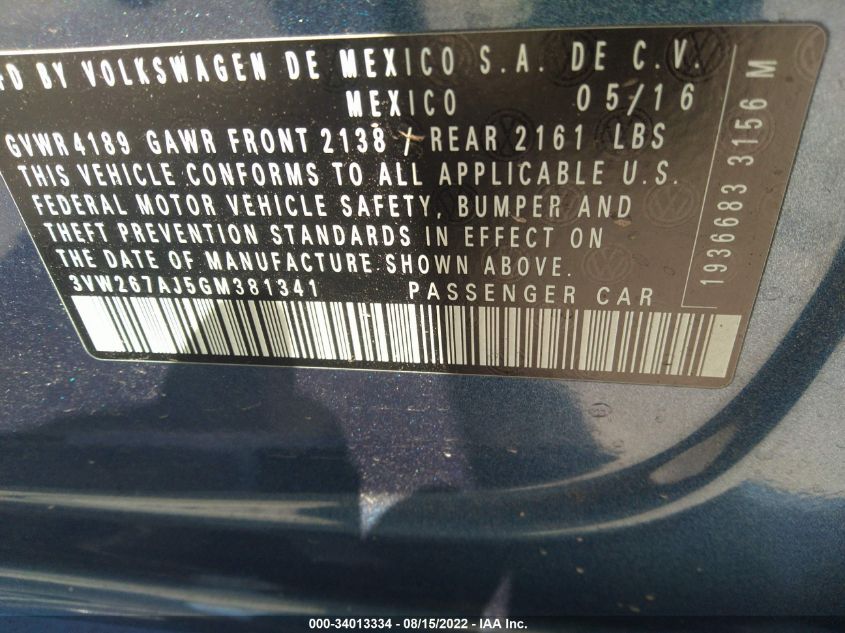 FD BY VOLKSWAGEN DE MEXICO S.A. DE C.V.
MEXICO 05/16
GVWR 4189 GAWR FRONT 2138 / REAR 2161 LBS
THIS VEHICLE CONFORMS TO ALL APPLICABLE U.S.
FEDERAL MOTOR VEHICLE SAFETY, BUMPER AND
THEFT PREVENTION STANDARDS IN EFFECT ON
THE DATE OF MANUFACTURE SHOWN ABOVE.
3VW267AJ5GM381341 PASSENGER CAR
1936683 3156 M
000-34013334 - 08/15/2022 - IAA Inc.